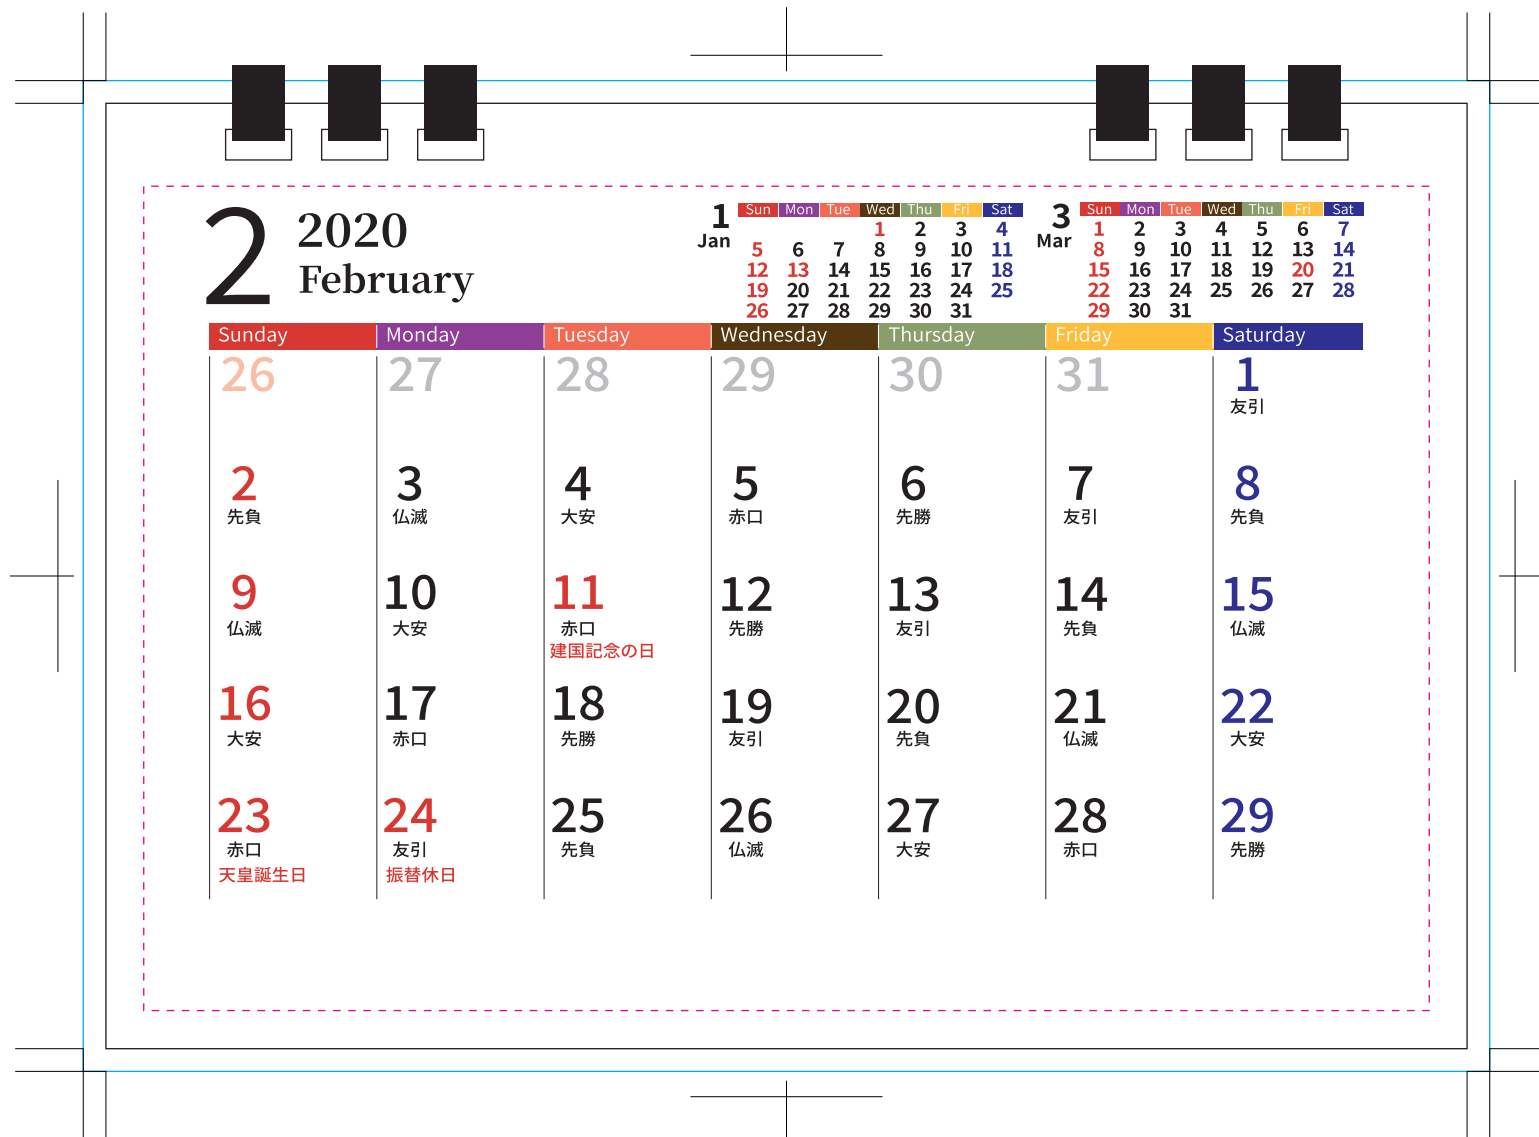 2
2020
February
1
Jan
Sun Mon Tue Wed Thu Fri Sat
1 2 3 4
5 6 7 8 9 10 11
12 13 14 15 16 17 18
19 20 21 22 23 24 25
26 27 28 29 30 31
3
Mar
Sun Mon Tue Wed Thu Fri Sat
1 2 3 4 5 6 7
8 9 10 11 12 13 14
15 16 17 18 19 20 21
22 23 24 25 26 27 28
29 30 31
Sunday Monday Tuesday Wednesday Thursday Friday Saturday
26 27 28 29 30 31 1
友引
2 3 4 5 6 7 8
先負 仏滅 大安 赤口 先勝 友引 先負
9 10 11 12 13 14 15
仏滅 大安 赤口 先勝 友引 先負 仏滅
建国記念の日
16 17 18 19 20 21 22
大安 赤口 先勝 友引 先負 仏滅 大安
23 24 25 26 27 28 29
赤口 友引 先負 仏滅 大安 赤口 先勝
天皇誕生日 振替休日